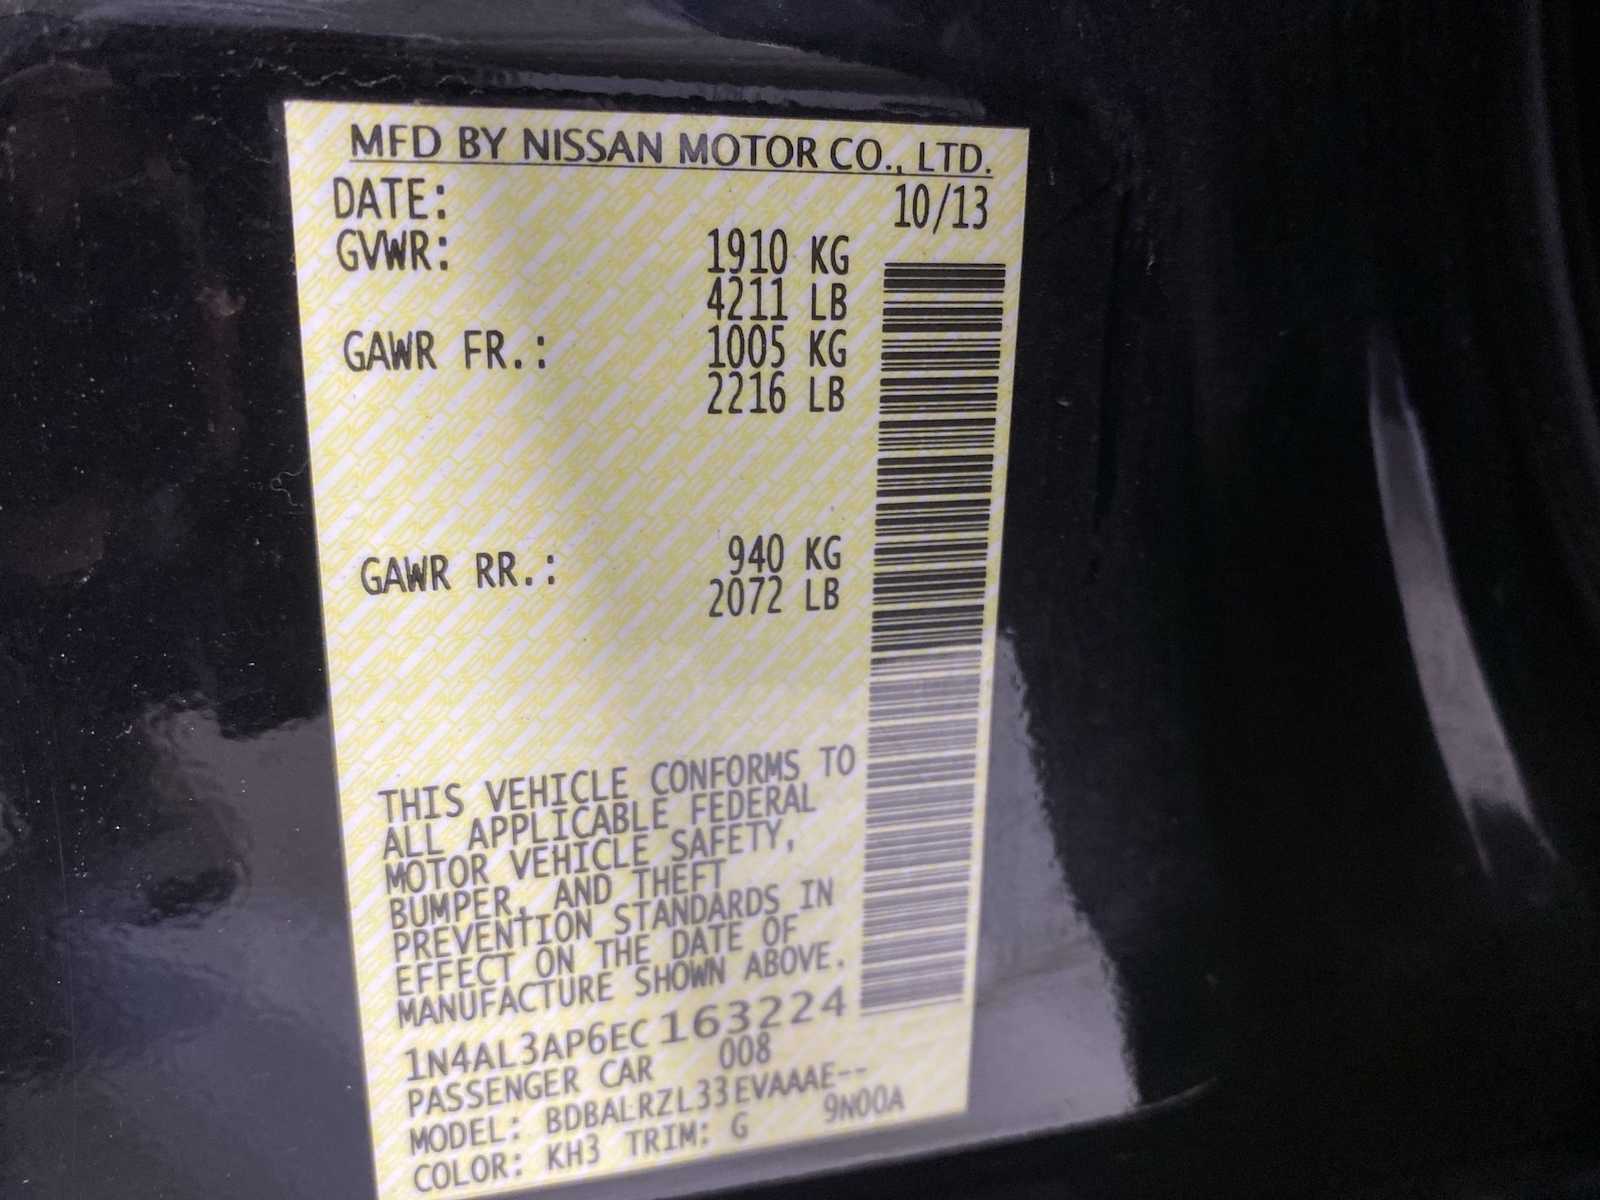 MFD BY NISSAN MOTOR CO., LTD.
DATE: 10/13
GVWR: 1910 KG
4211 LB
GAWR FR.: 1005 KG
2216 LB
GAWR RR.: 940 KG
2072 LB
THIS VEHICLE CONFORMS TO
ALL APPLICABLE FEDERAL
MOTOR VEHICLE SAFETY,
BUMPER, AND THEFT
PREVENTION STANDARDS IN
EFFECT ON THE DATE OF
MANUFACTURE SHOWN ABOVE.
1N4AL3AP6EC163224
PASSENGER CAR 008
MODEL: BDBALRZL33EVAAAE--
COLOR: KH3 TRIM: G 9N00A